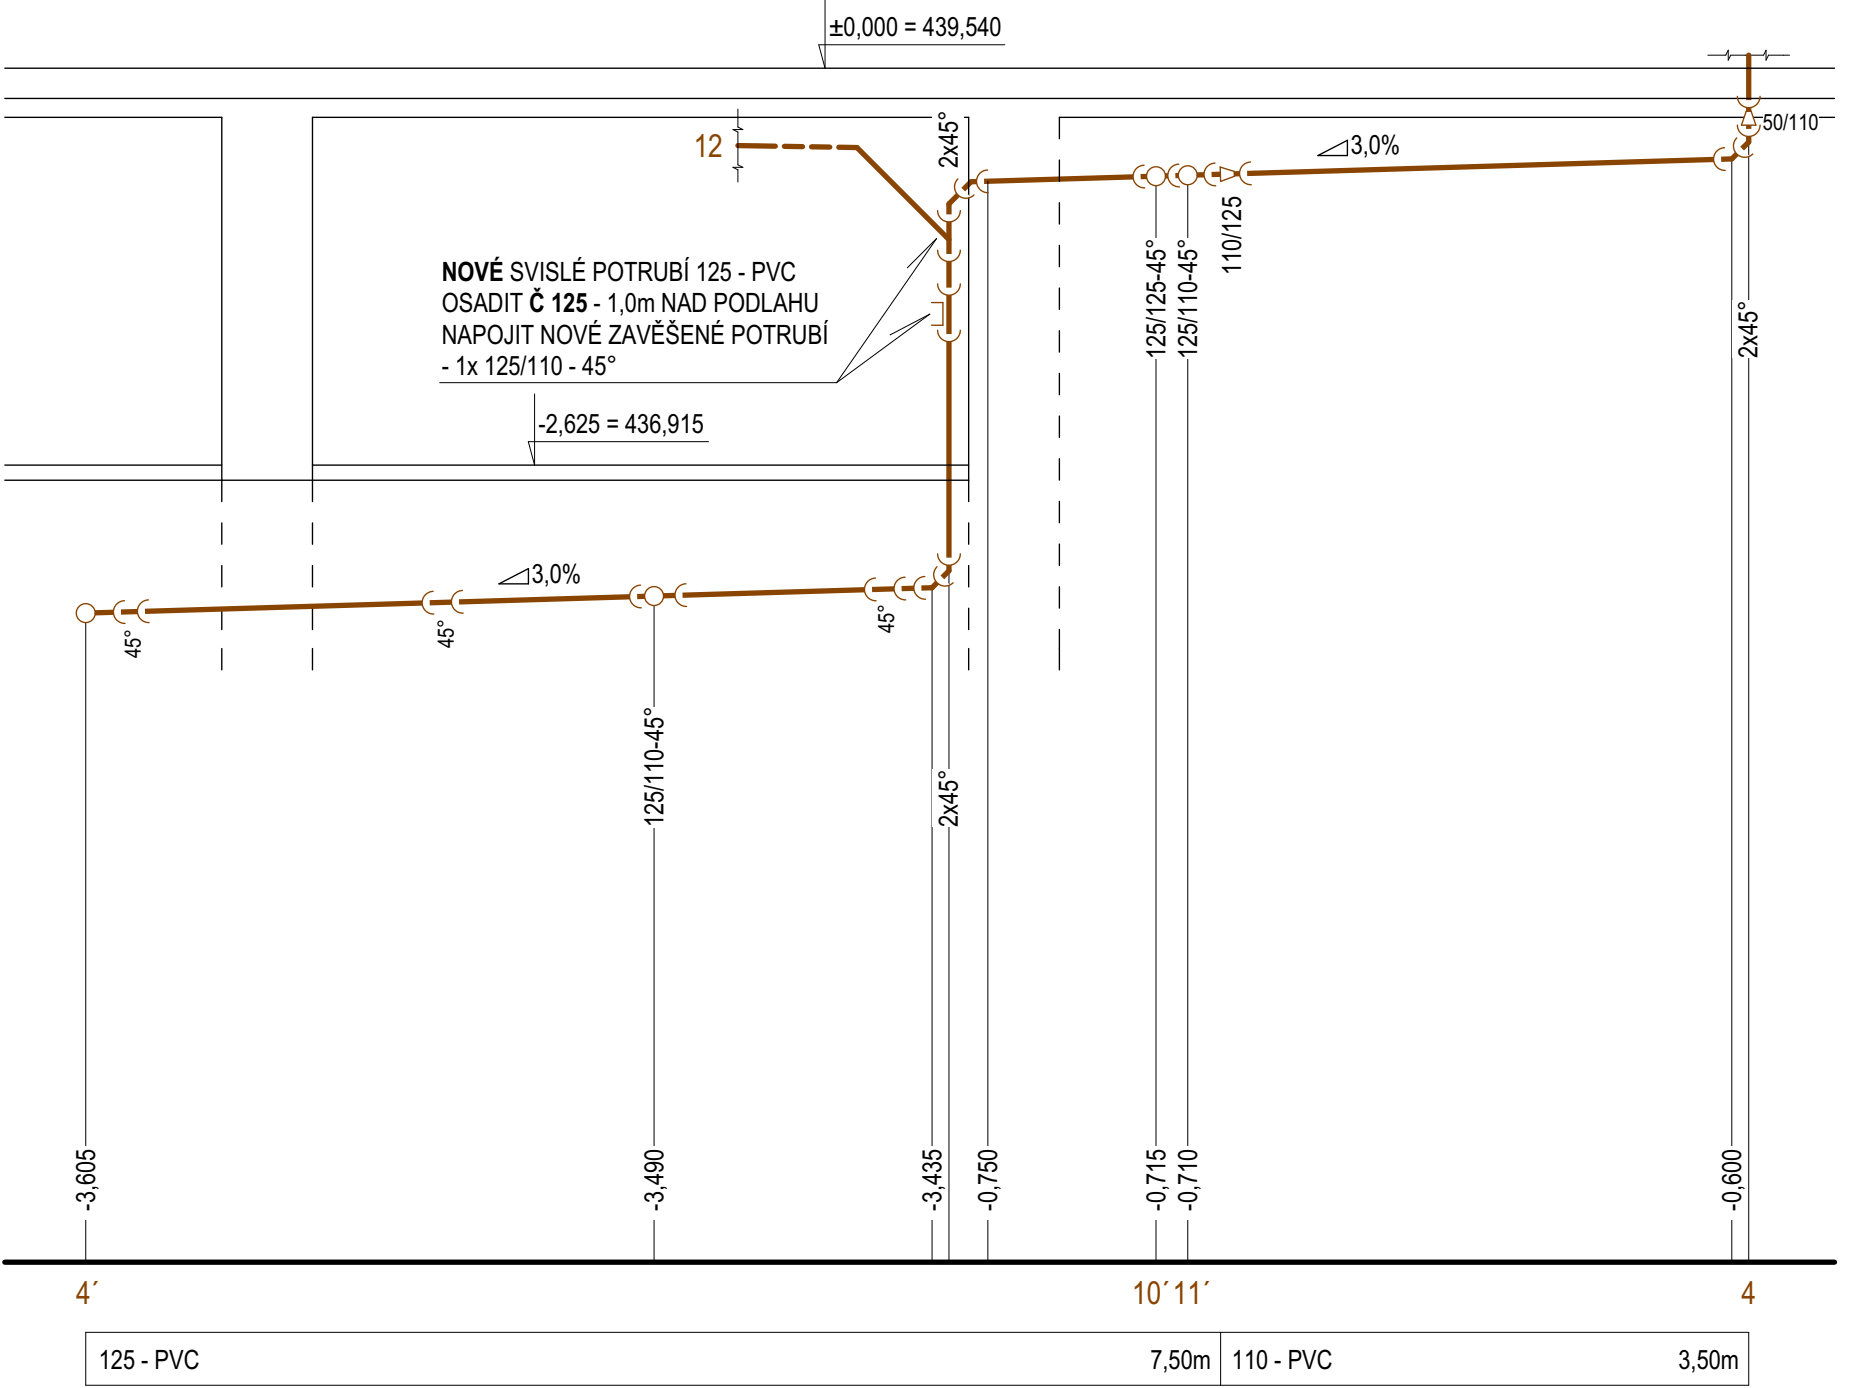 ±0,000 = 439,540
50/110
2x45°
12
3,0%
110/125
125/125-45°
125/110-45°
2x45°
NOVÉ SVISLÉ POTRUBÍ 125 - PVC
OSADIT Č 125 - 1,0m NAD PODLAHU
NAPOJIT NOVÉ ZAVĚŠENÉ POTRUBÍ
- 1x 125/110 - 45°
-2,625 = 436,915
3,0%
45°
45°
45°
125/110-45°
2x45°
-3,605
-3,490
-3,435
-0,750
-0,715
-0,710
-0,600
4´
10´ 11´
4
125 - PVC 7,50m
110 - PVC 3,50m